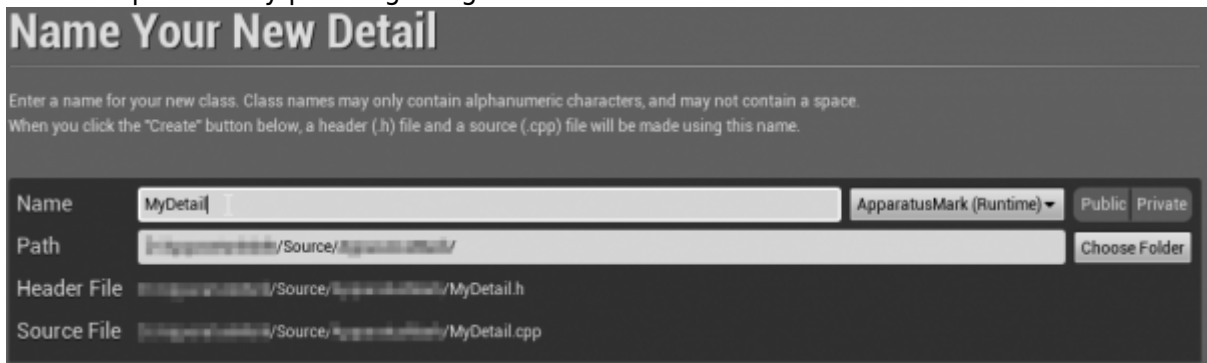 Name Your New Detail
Enter a name for your new class. Class names may only contain alphanumeric characters, and may not contain a space.
When you click the "Create" button below, a header (.h) file and a source (.cpp) file will be made using this name.
Name MyDetail ApparatusMark (Runtime) Public Private
Path /Source/ / Choose Folder
Header File /Source/ /MyDetail.h
Source File /Source/ /MyDetail.cpp